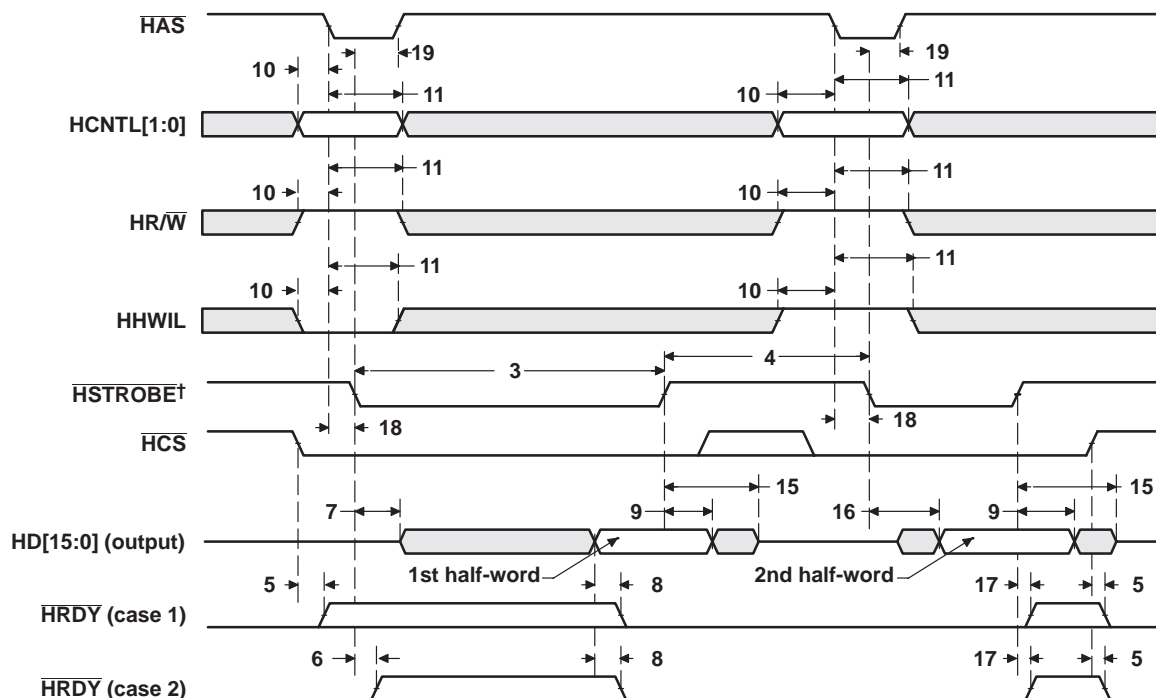 HAS
19
19
10
11
10
11
HCNTL[1:0]
11
11
10
10
HR/W
11
11
10
10
HHWIL
3
4
HSTROBE†
18
18
HCS
15
15
7
9
16
9
HD[15:0] (output)
1st half-word
2nd half-word
5
8
17
5
HRDY (case 1)
6
8
17
5
HRDY (case 2)